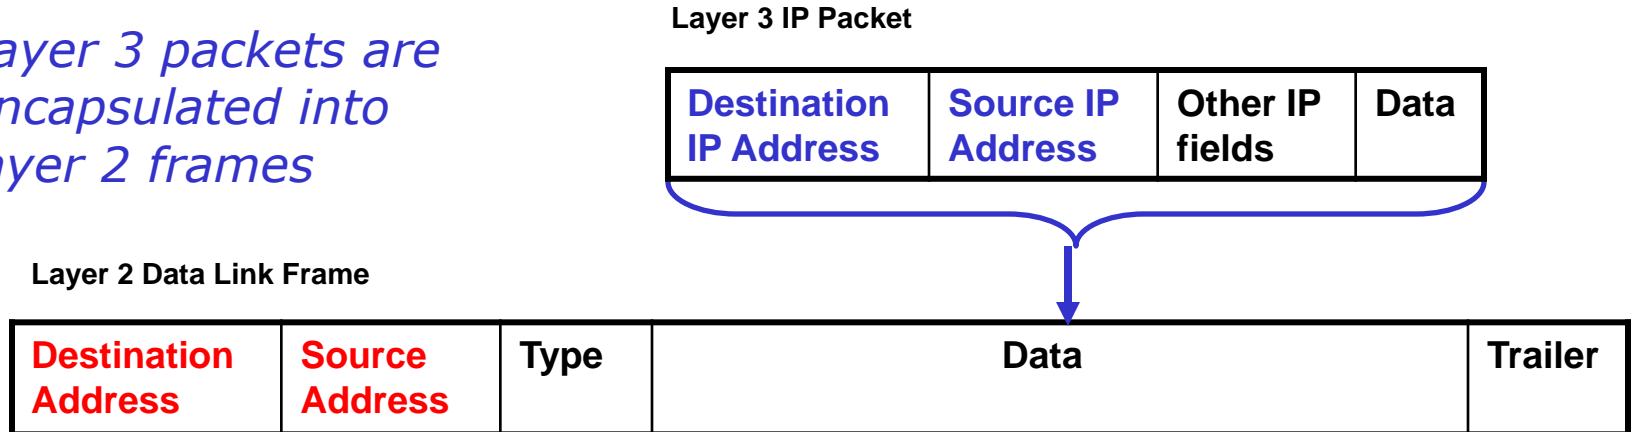 Layer 3 IP Packet
ayer 3 packets are
ncapsulated into
yer 2 frames
Destination IP Address
Source IP Address
Other IP fields
Data
Layer 2 Data Link Frame
Destination Address
Source Address
Type
Data
Trailer